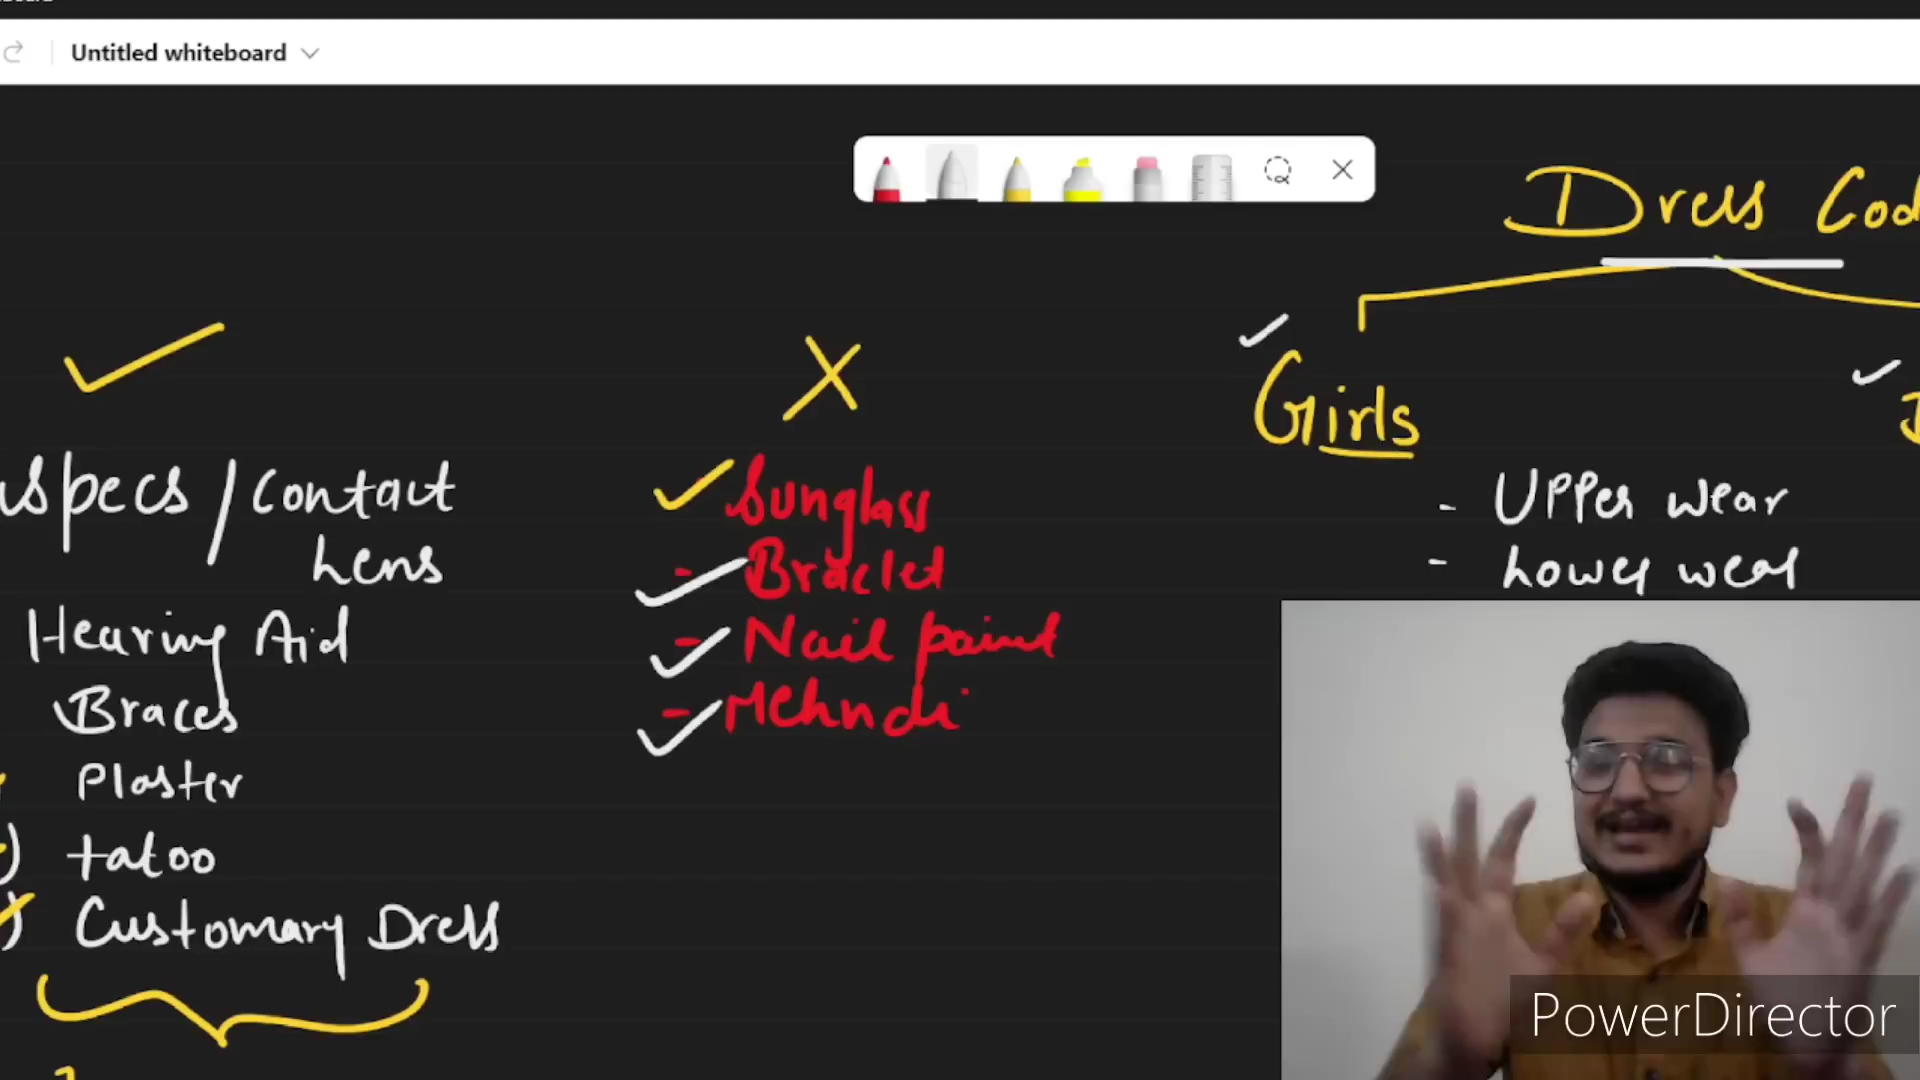 Untitled whiteboard
Dress Cod
Girls
- Upper wear
- Lower wear
Specs / Contact
Lens
Hearing Aid
Braces
Plaster
tatoo
Customary Dress
X
Sunglass
- Braclet
- Nail paint
- Mehndi
PowerDirector